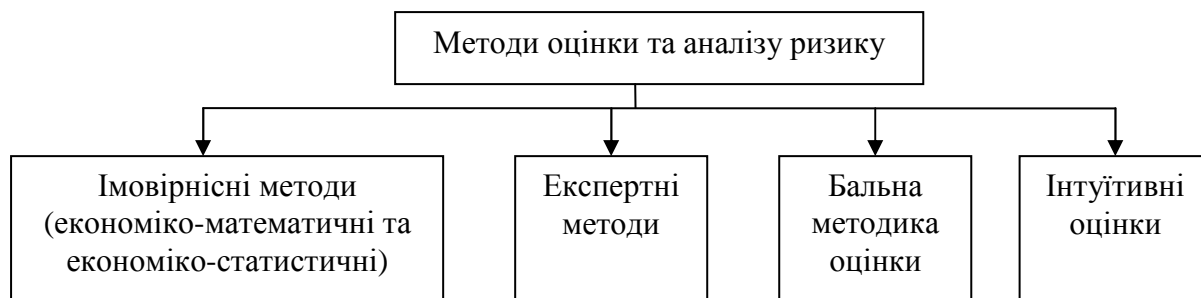 Методи оцінки та аналізу ризику
Імовірнісні методи
(економіко-математичні та
економіко-статистичні)
Експертні
методи
Бальна
методика
оцінки
Інтуїтивні
оцінки